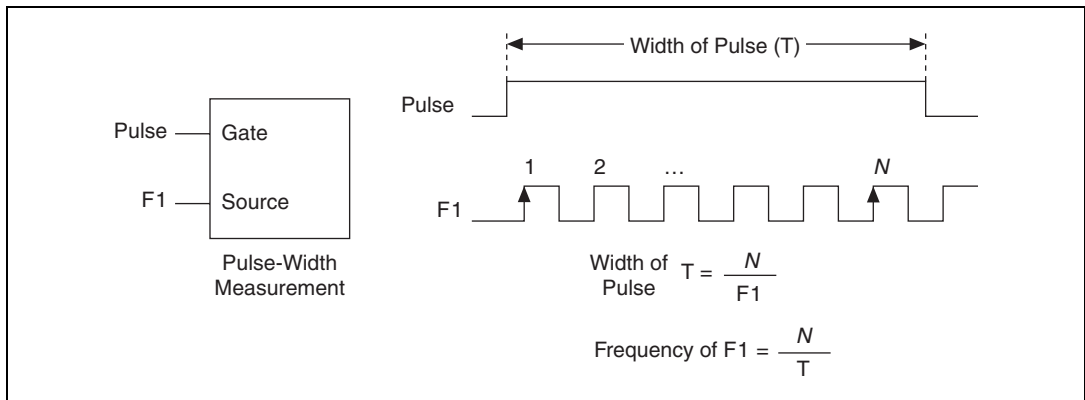 Width of Pulse (T)
Pulse
Pulse
Gate
1 2 … N
F1
Source
F1
Pulse-Width
Measurement
Width of
Pulse
T = N
F1
Frequency of F1 = N
T